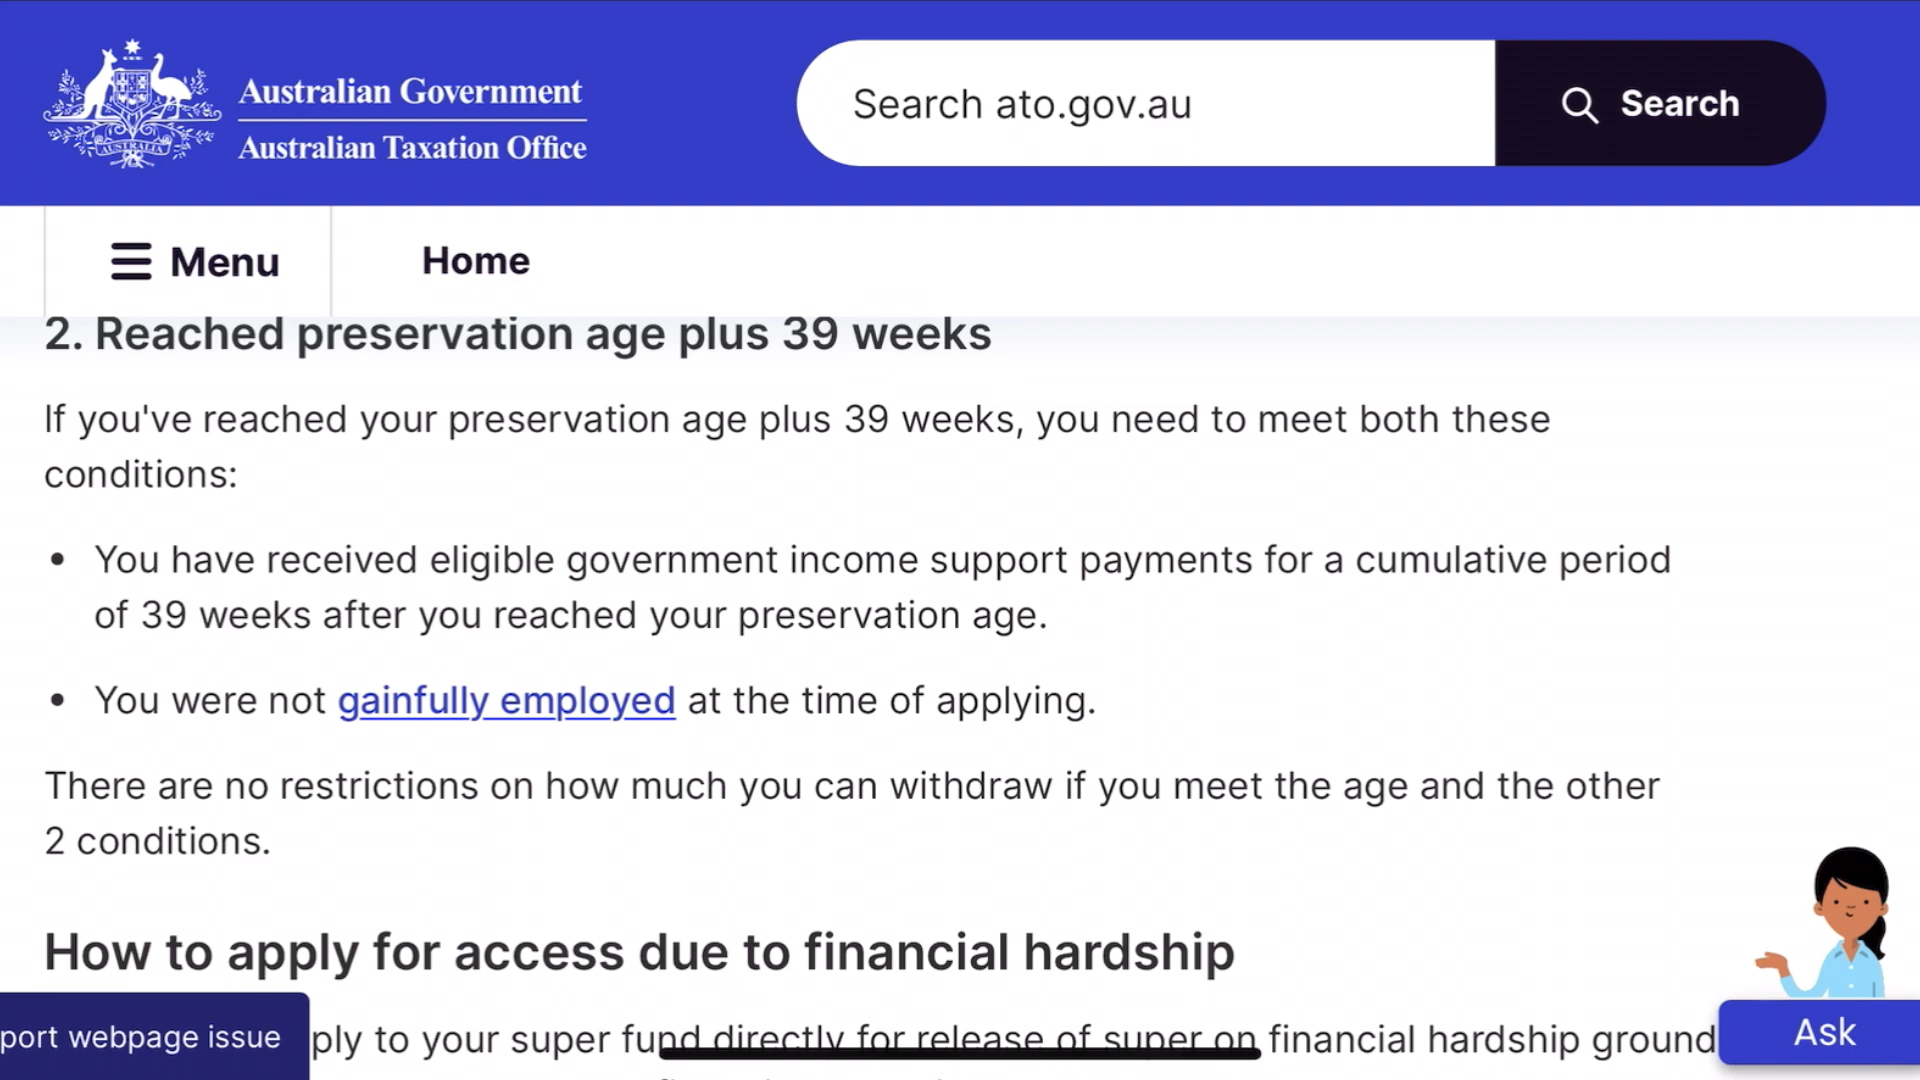 Australian Government
Australian Taxation Office
AUSTRALIA
Search ato.gov.au
Search
Menu
Home
2. Reached preservation age plus 39 weeks
If you've reached your preservation age plus 39 weeks, you need to meet both these
conditions:
• You have received eligible government income support payments for a cumulative period
of 39 weeks after you reached your preservation age.
• You were not gainfully employed at the time of applying.
There are no restrictions on how much you can withdraw if you meet the age and the other
2 conditions.
How to apply for access due to financial hardship
port webpage issue
ply to your super fund directly for release of super on financial hardship ground
Ask